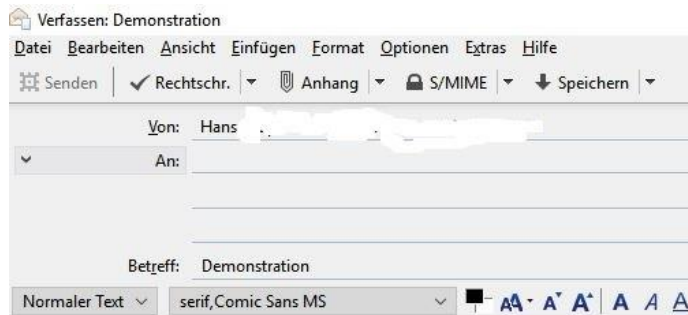 Verfassen: Demonstration
Datei Bearbeiten Ansicht Einfügen Format Optionen Extras Hilfe
Senden Rechtschr. Anhang S/MIME Speichern
Von: Hans
An:
Betreff: Demonstration
Normaler Text serif,Comic Sans MS A A A A A A A